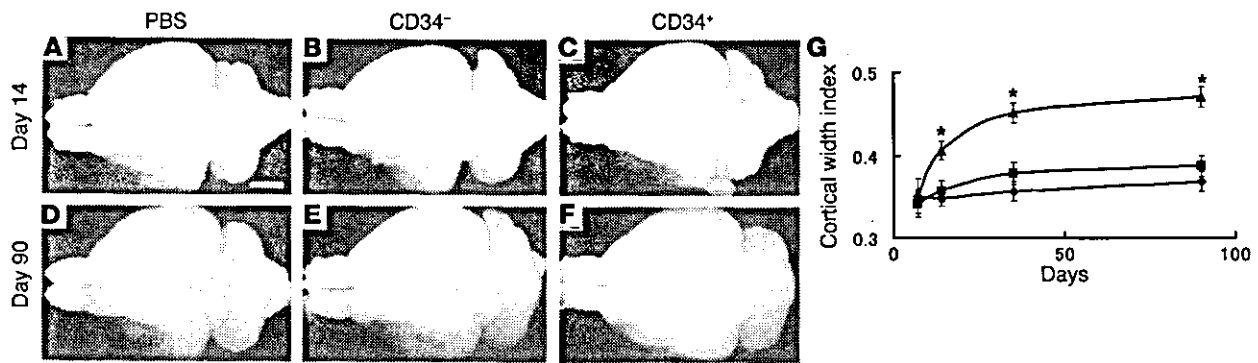 PBS
CD34-
CD34+
A
B
C
G
Day 14
D
E
F
Day 90
Cortical width index
0.5
0.4
0.3
*
*
*
0
50
100
Days